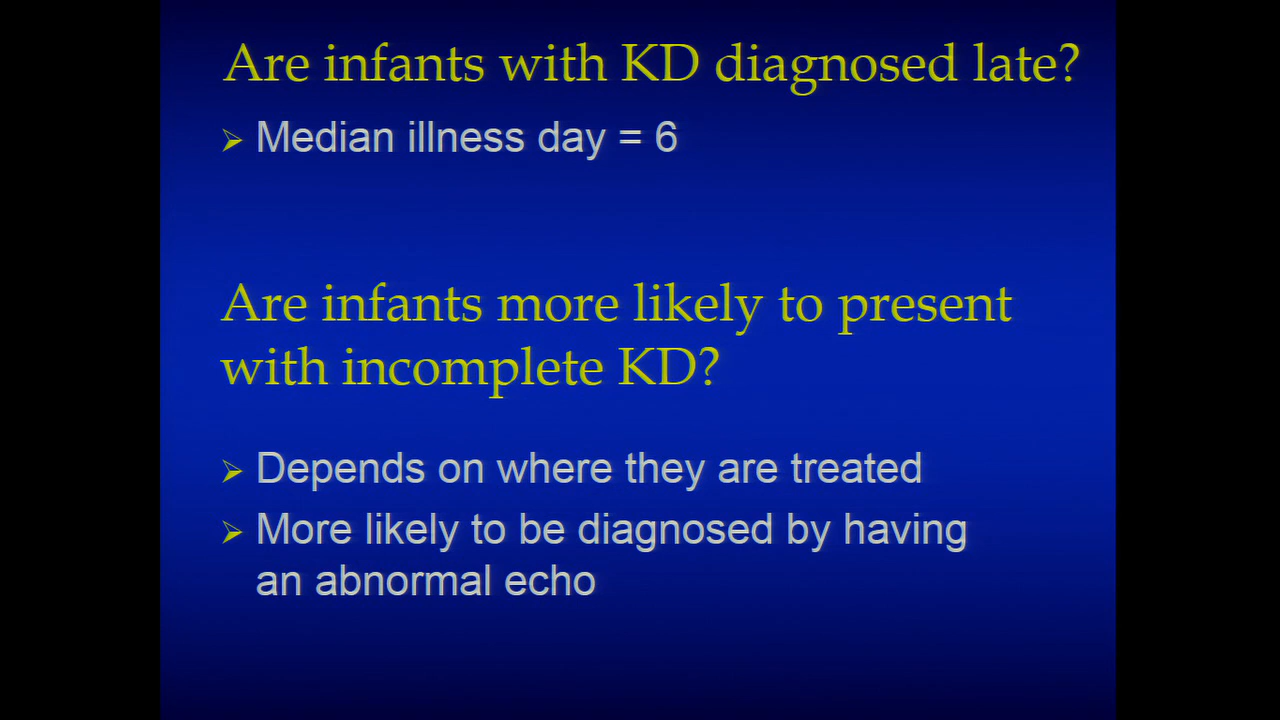 Are infants with KD diagnosed late?
➢ Median illness day = 6
Are infants more likely to present
with incomplete KD?
➢ Depends on where they are treated
➢ More likely to be diagnosed by having
an abnormal echo